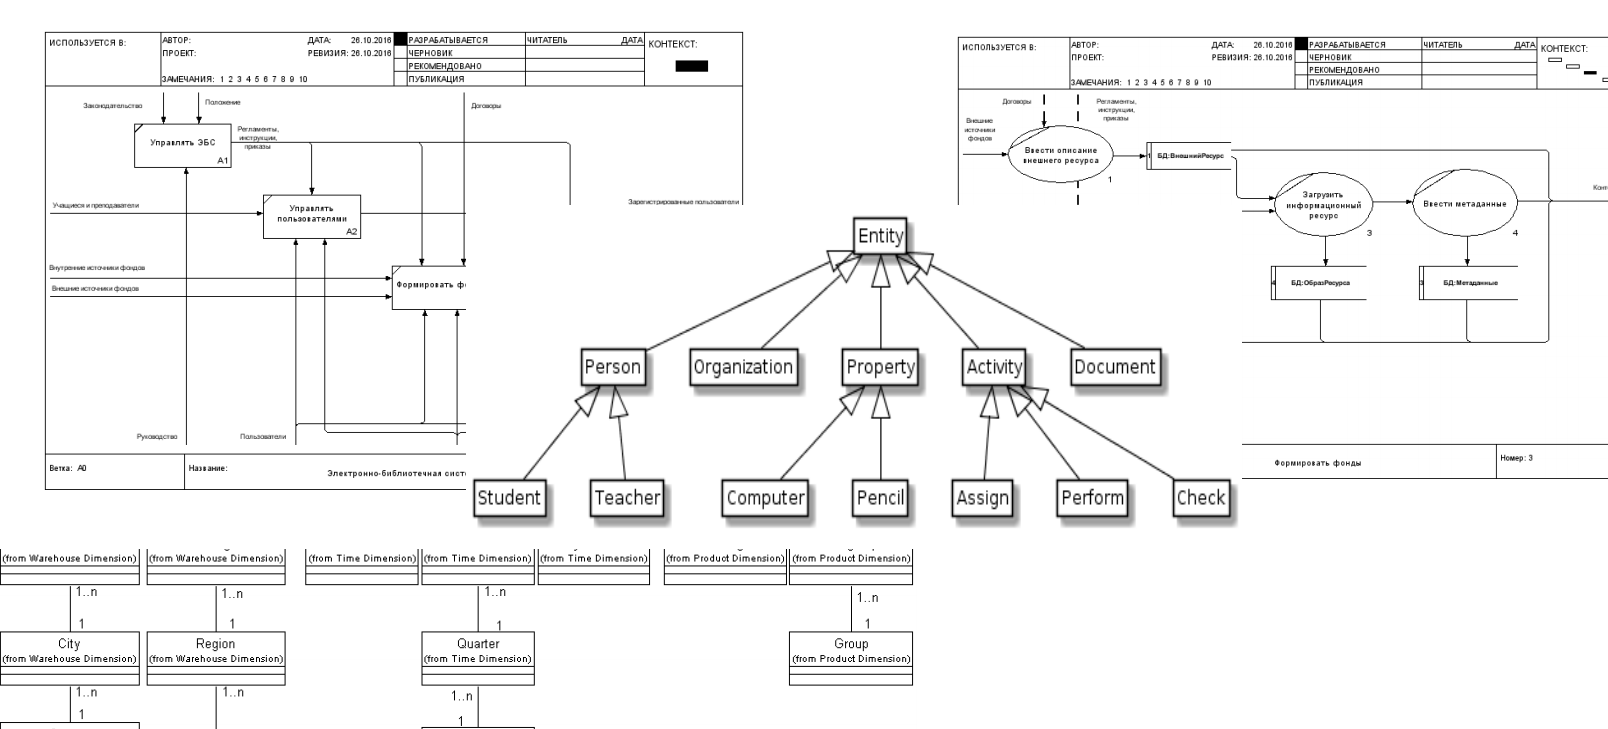 ИСПОЛЬЗУЕТСЯ В:
АВТОР:
ДАТА: 26.10.2016
ПРОЕКТ:
РЕВИЗИЯ: 26.10.2016
ЗАМЕЧАНИЯ: 1 2 3 4 5 6 7 8 9 10
РАЗРАБАТЫВАЕТСЯ
ЧЕРНОВИК
РЕКОМЕНДОВАНО
ПУБЛИКАЦИЯ
ЧИТАТЕЛЬ
ДАТА
КОНТЕКСТ:
Законодательство
Положение
Договоры
Регламенты,
инструкции,
приказы
Управлять ЭБС
A1
Учащиеся и преподаватели
Управлять
пользователями
A2
Зарегистрированные пользователи
Внутренние источники фондов
Внешние источники фондов
Формировать
Руководство
Пользователи
Ветка: A0
Название:
Электронно-библиотечная
ИСПОЛЬЗУЕТСЯ В:
АВТОР:
ДАТА: 26.10.2016
ПРОЕКТ:
РЕВИЗИЯ: 26.10.2016
ЗАМЕЧАНИЯ: 1 2 3 4 5 6 7 8 9 10
РАЗРАБАТЫВАЕТСЯ
ЧЕРНОВИК
РЕКОМЕНДОВАНО
ПУБЛИКАЦИЯ
ЧИТАТЕЛЬ
ДАТА
КОНТЕКСТ:
Договоры
Регламенты,
инструкции,
приказы
Внешние
источники
фондов
Ввести описание
внешнего ресурса
1
1
БД:ВнешнийРесурс
Загрузить
информационный
ресурс
3
Ввести метаданные
4
4
БД:ОбразРесурса
3
БД:Метаданные
Формировать фонды
Номер: 3
Entity
Person
Organization
Property
Activity
Document
Student
Teacher
Computer
Pencil
Assign
Perform
Check
(from Warehouse Dimension)
(from Warehouse Dimension)
(from Time Dimension)
(from Time Dimension)
(from Time Dimension)
(from Product Dimension)
(from Product Dimension)
1..n
1..n
1..n
1..n
1
1
1
1
City
(from Warehouse Dimension)
Region
(from Warehouse Dimension)
Quarter
(from Time Dimension)
Group
(from Product Dimension)
1..n
1..n
1..n
1
1